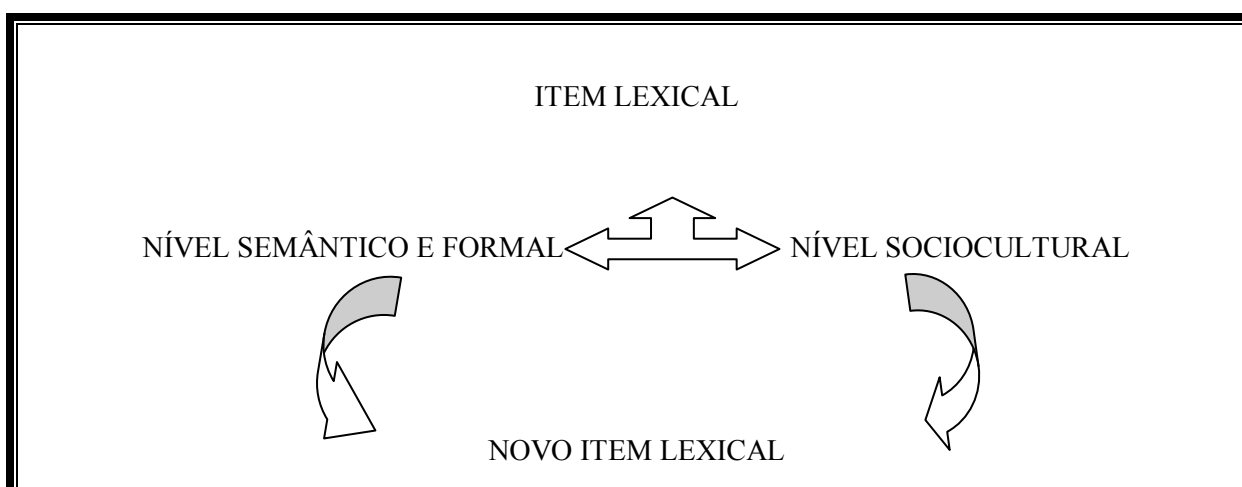 ITEM LEXICAL
NÍVEL SEMÂNTICO E FORMAL NÍVEL SOCIOCULTURAL
NOVO ITEM LEXICAL